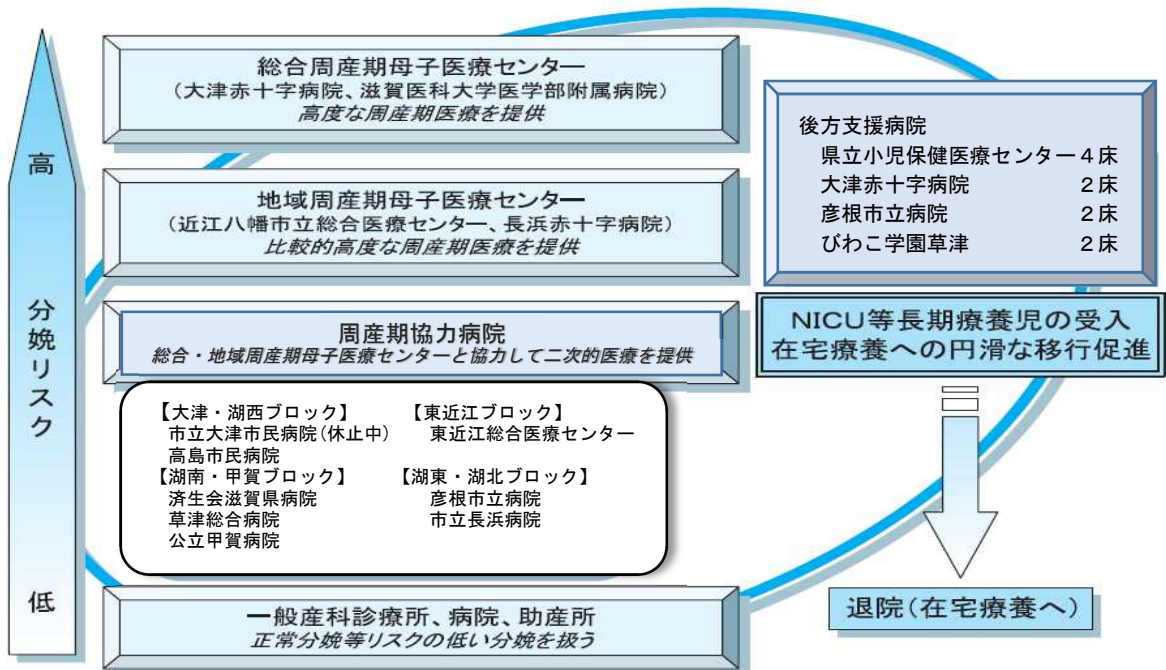 高
分娩リスク
低
総合周産期母子医療センター
(大津赤十字病院、滋賀医科大学医学部附属病院)
高度な周産期医療を提供
地域周産期母子医療センター
(近江八幡市立総合医療センター、長浜赤十字病院)
比較的高度な周産期医療を提供
周産期協力病院
総合・地域周産期母子医療センターと協力して二次的医療を提供
【大津・湖西ブロック】
市立大津市民病院(休止中)
高島市民病院
【湖南・甲賀ブロック】
済生会滋賀県病院
草津総合病院
公立甲賀病院
【東近江ブロック】
東近江総合医療センター
【湖東・湖北ブロック】
彦根市立病院
市立長浜病院
一般産科診療所、病院、助産所
正常分娩等リスクの低い分娩を扱う
後方支援病院
県立小児保健医療センター4床
大津赤十字病院 2床
彦根市立病院 2床
びわこ学園草津 2床
NICU等長期療養児の受入
在宅療養への円滑な移行促進
退院(在宅療養へ)